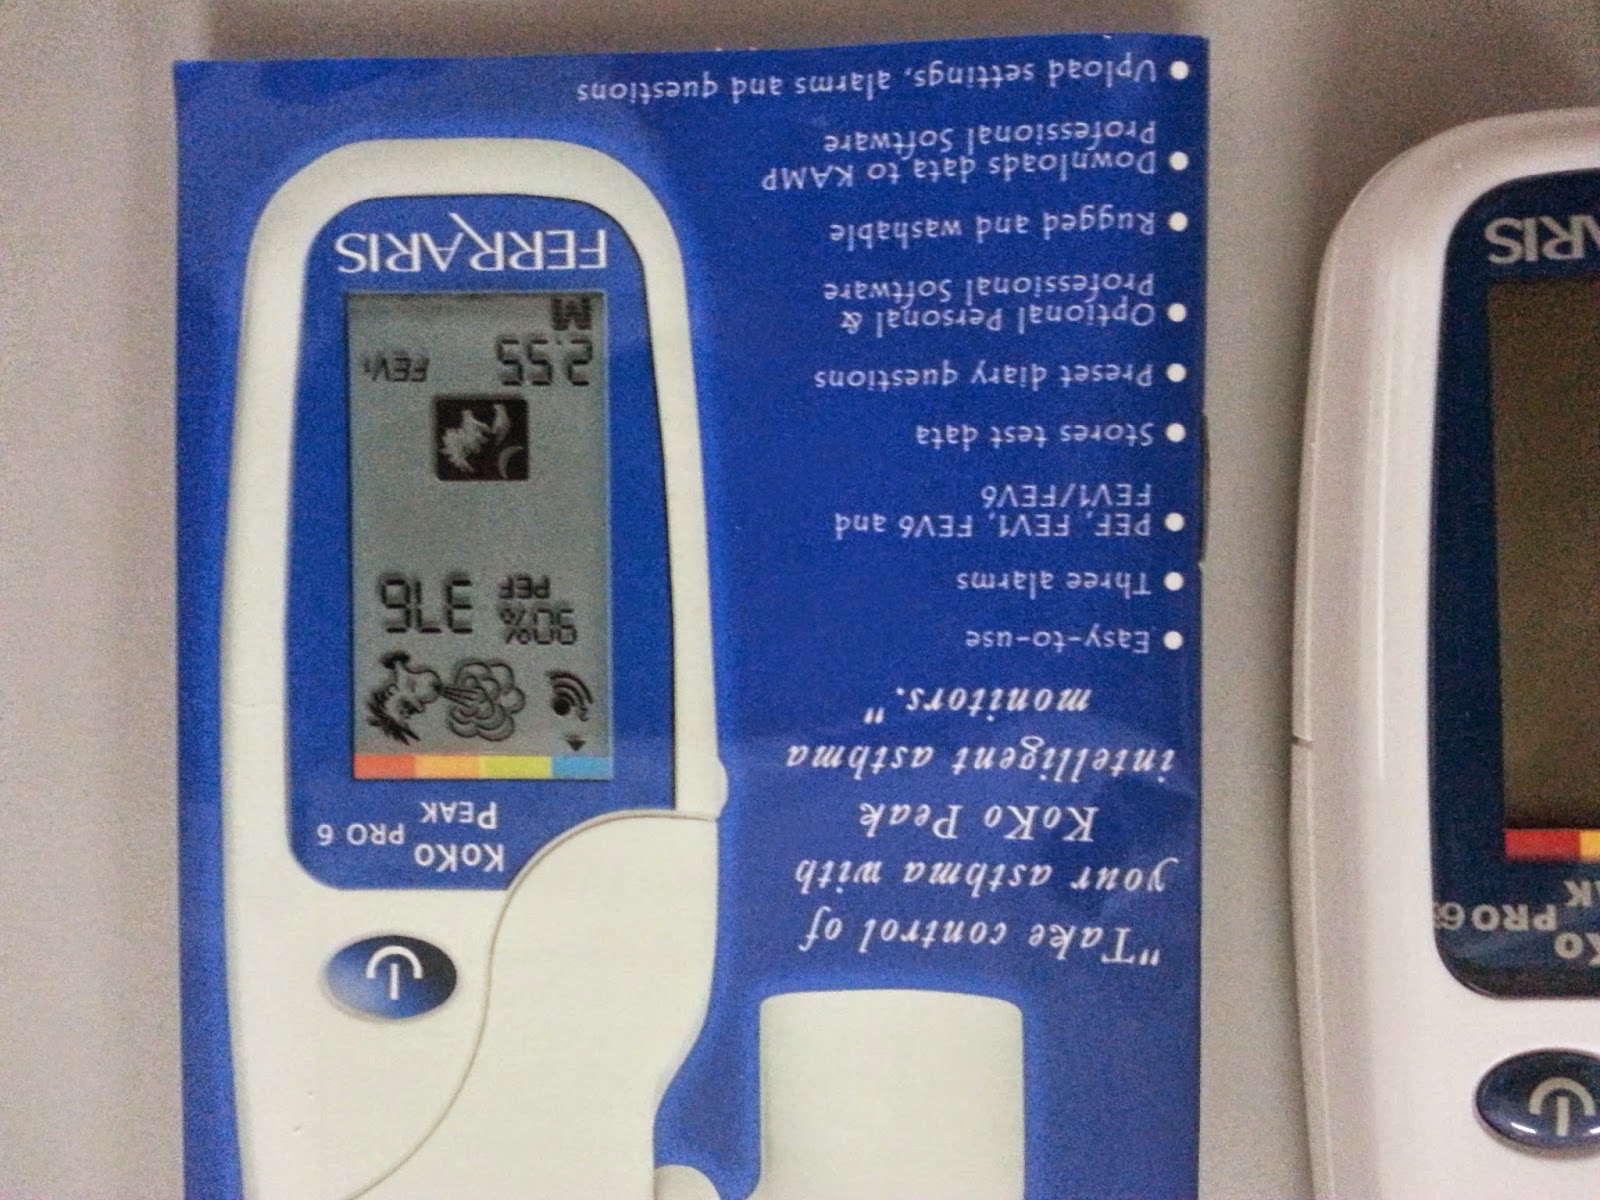 "Take control of
your asthma with
KoKo Peak
intelligent asthma
monitors."
Easy-to-use
Three alarms
PEF, FEV1, FEV6 and
FEV1/FEV6
Stores test data
Preset diary questions
Optional Personal &
Professional Software
Rugged and washable
Downloads data to KAMP
Professional Software
Upload settings, alarms and questions
KoKo PRO 6
PEAK
90% 376
PEF
2.55 FEV1
M
FERRARIS
PRO 6